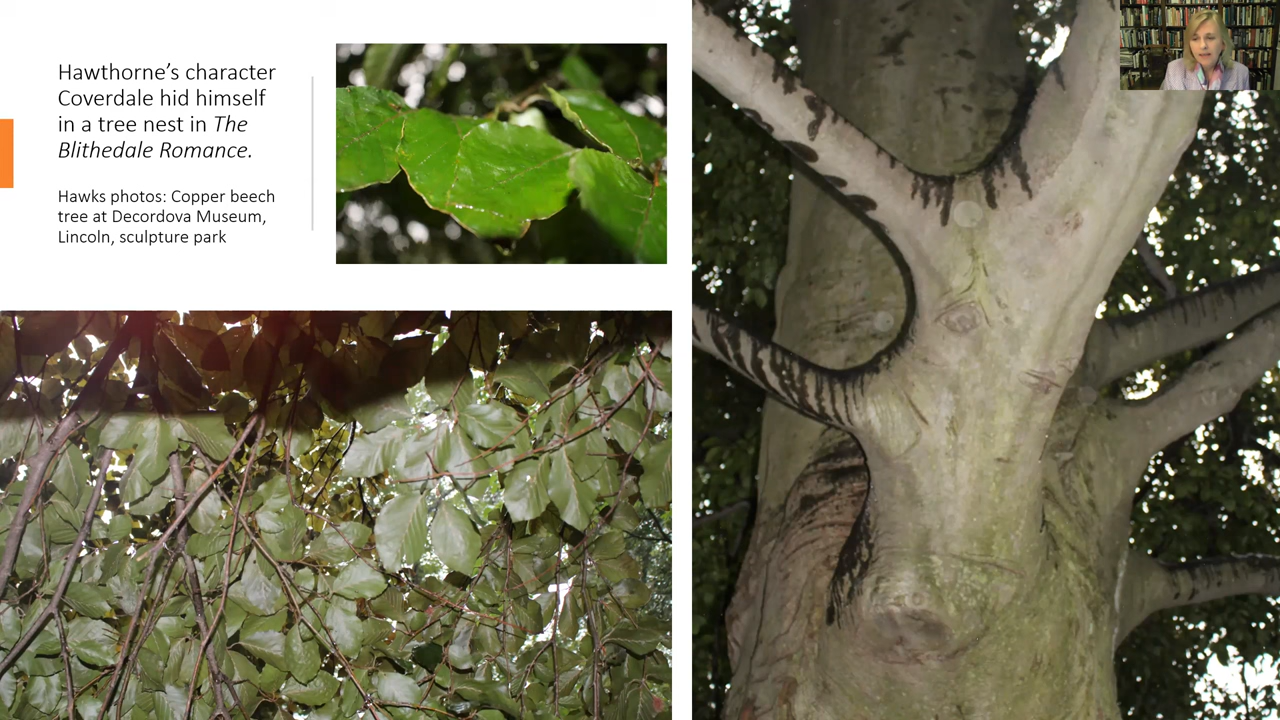 Hawthorne’s character
Coverdale hid himself
in a tree nest in The
Blithedale Romance.
Hawks photos: Copper beech
tree at Decordova Museum,
Lincoln, sculpture park